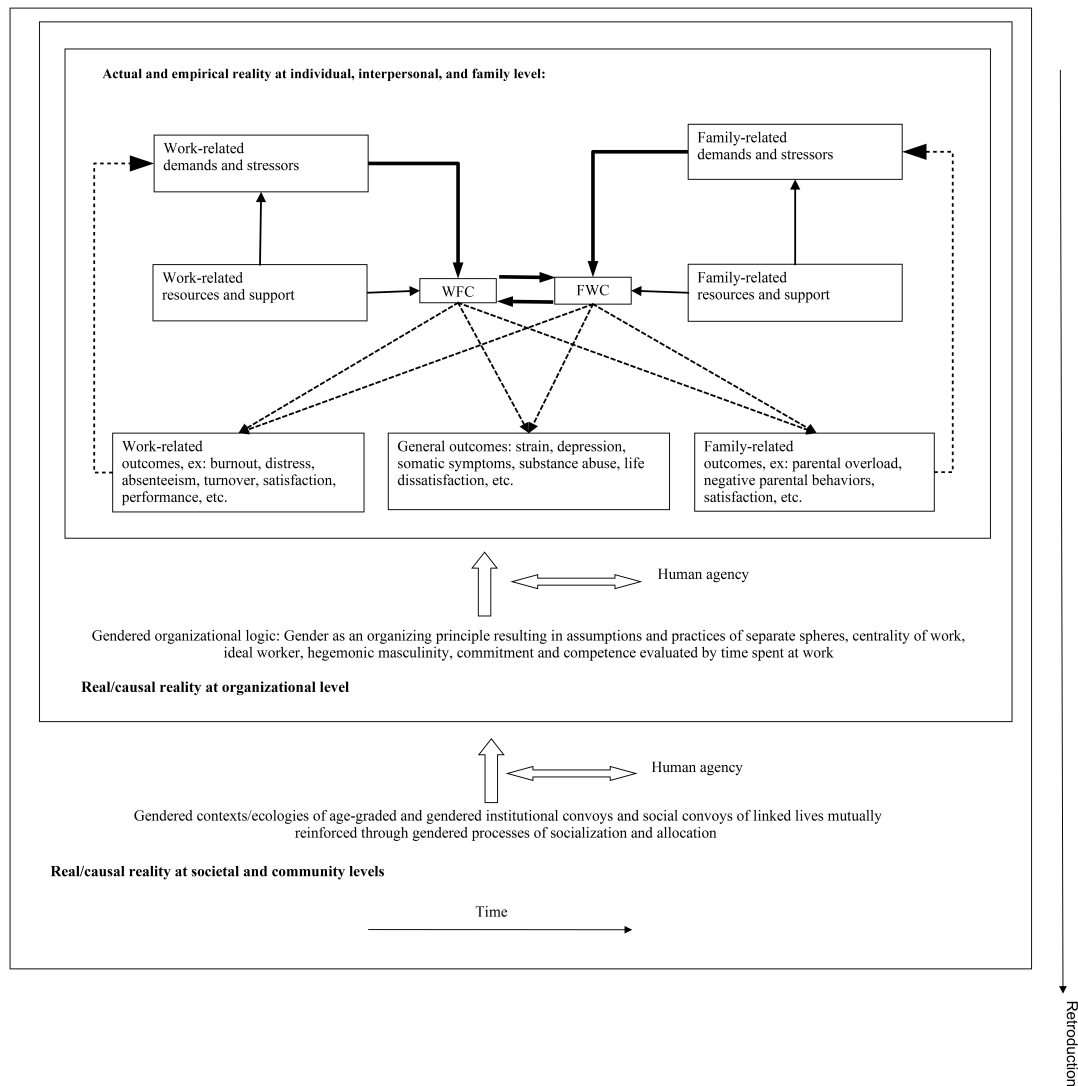 Actual and empirical reality at individual, interpersonal, and family level:
Work-related
demands and stressors
Family-related
demands and stressors
Work-related
resources and support
WFC
FWC
Family-related
resources and support
Work-related
outcomes, ex: burnout, distress,
absenteeism, turnover, satisfaction,
performance, etc.
General outcomes: strain, depression,
somatic symptoms, substance abuse, life
dissatisfaction, etc.
Family-related
outcomes, ex: parental overload,
negative parental behaviors,
satisfaction, etc.
Human agency
Gendered organizational logic: Gender as an organizing principle resulting in assumptions and practices of separate spheres, centrality of work,
ideal worker, hegemonic masculinity, commitment and competence evaluated by time spent at work
Real/causal reality at organizational level
Human agency
Gendered contexts/ecologies of age-graded and gendered institutional convoys and social convoys of linked lives mutually
reinforced through gendered processes of socialization and allocation
Real/causal reality at societal and community levels
Time
Retroduction